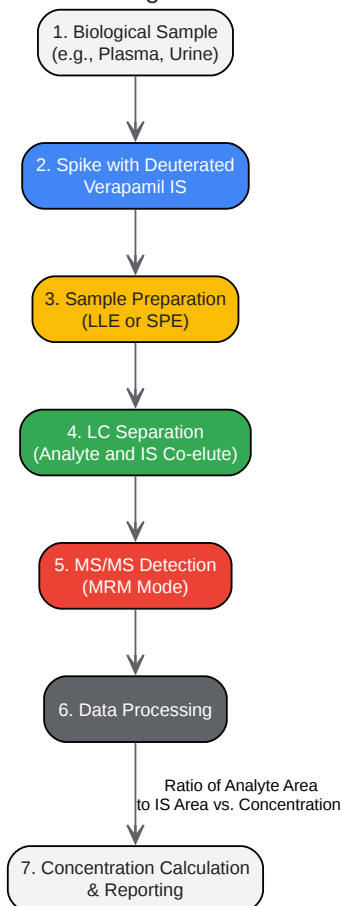 1. Biological Sample
(e.g., Plasma, Urine)
2. Spike with Deuterated
Verapamil IS
3. Sample Preparation
(LLE or SPE)
4. LC Separation
(Analyte and IS Co-elute)
5. MS/MS Detection
(MRM Mode)
6. Data Processing
Ratio of Analyte Area
to IS Area vs. Concentration
7. Concentration Calculation
& Reporting